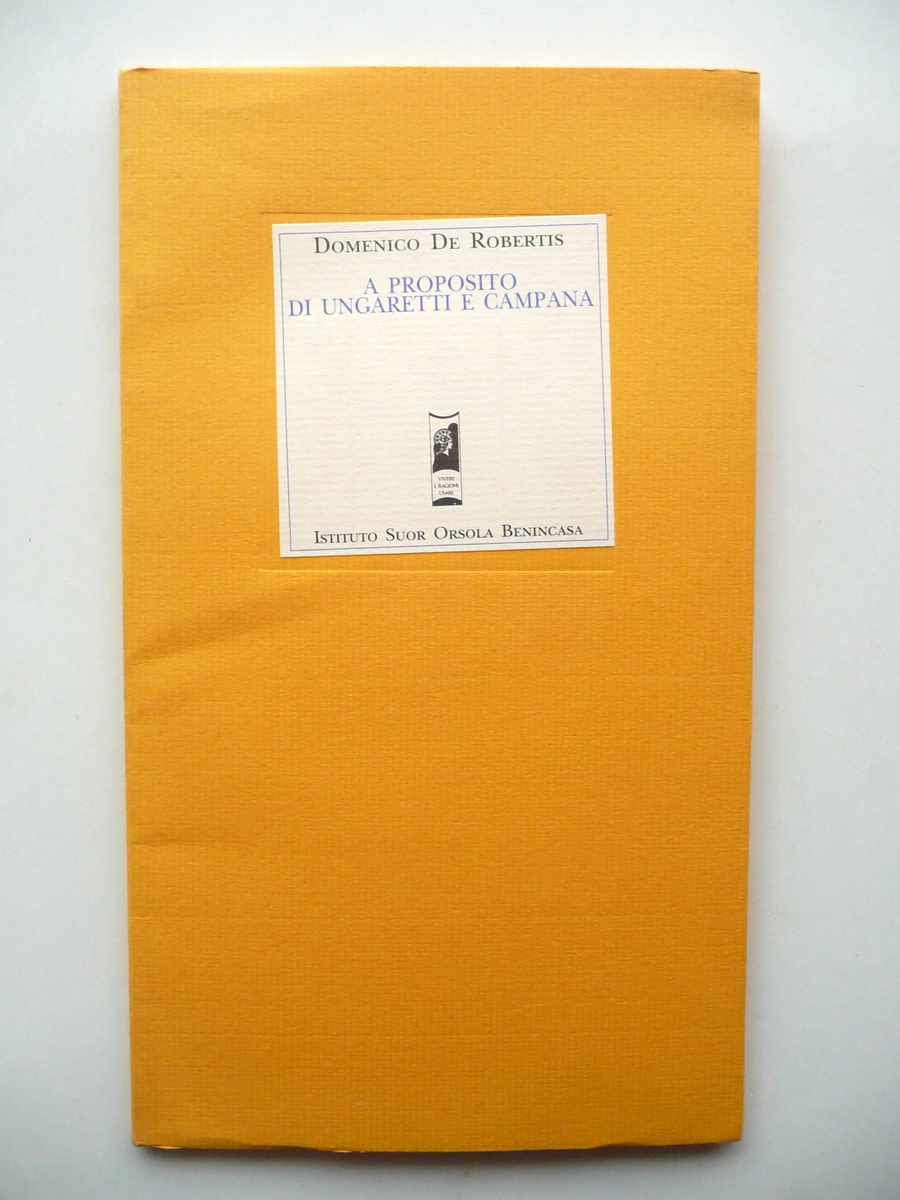 Domenico De Robertis
A PROPOSITO
DI UNGARETTI E CAMPANA
VIVERE
È RAGIONE
USARE
Istituto Suor Orsola Benincasa